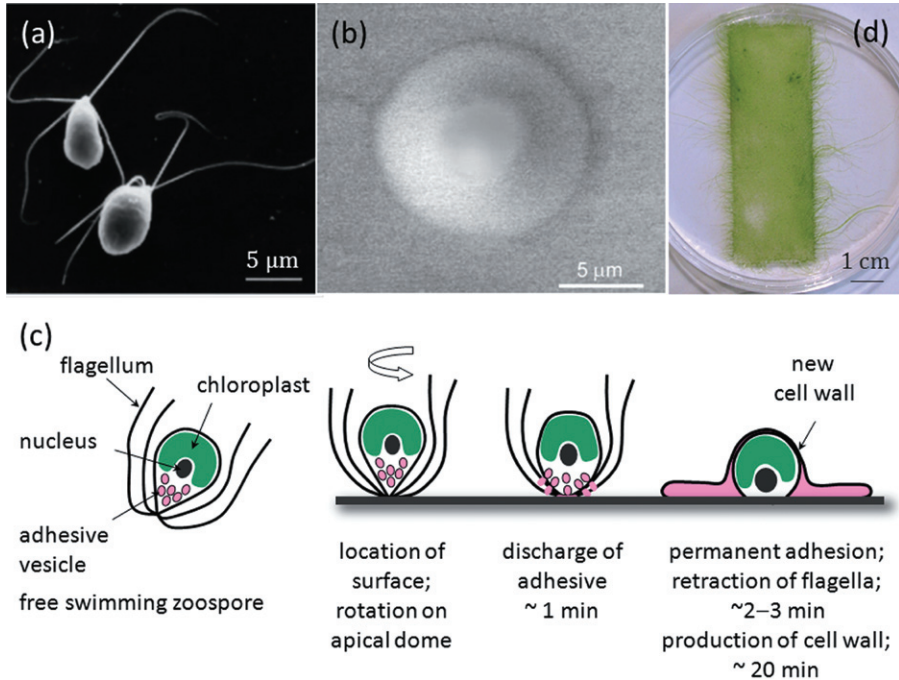 (a)
5 µm
(b)
5 µm
(d)
1 cm
(c)
flagellum
chloroplast
nucleus
adhesive
vesicle
free swimming zoospore
location of
surface;
rotation on
apical dome
discharge of
adhesive
~ 1 min
new
cell wall
permanent adhesion;
retraction of flagella;
~2–3 min
production of cell wall;
~ 20 min